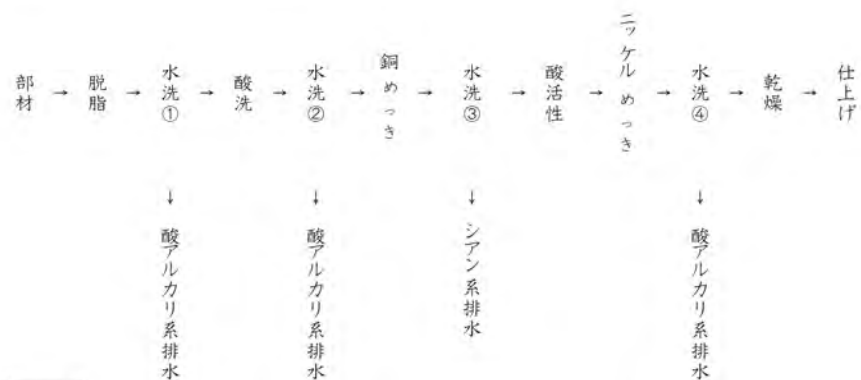 部材 → 脱脂 → 水洗① → 酸洗 → 水洗② → 銅めっき → 水洗③ → 酸活性 → ニッケルめっき → 水洗④ → 乾燥 → 仕上げ
↓ ↓ ↓ ↓
酸アルカリ系排水
酸アルカリ系排水
シアン系排水
酸アルカリ系排水